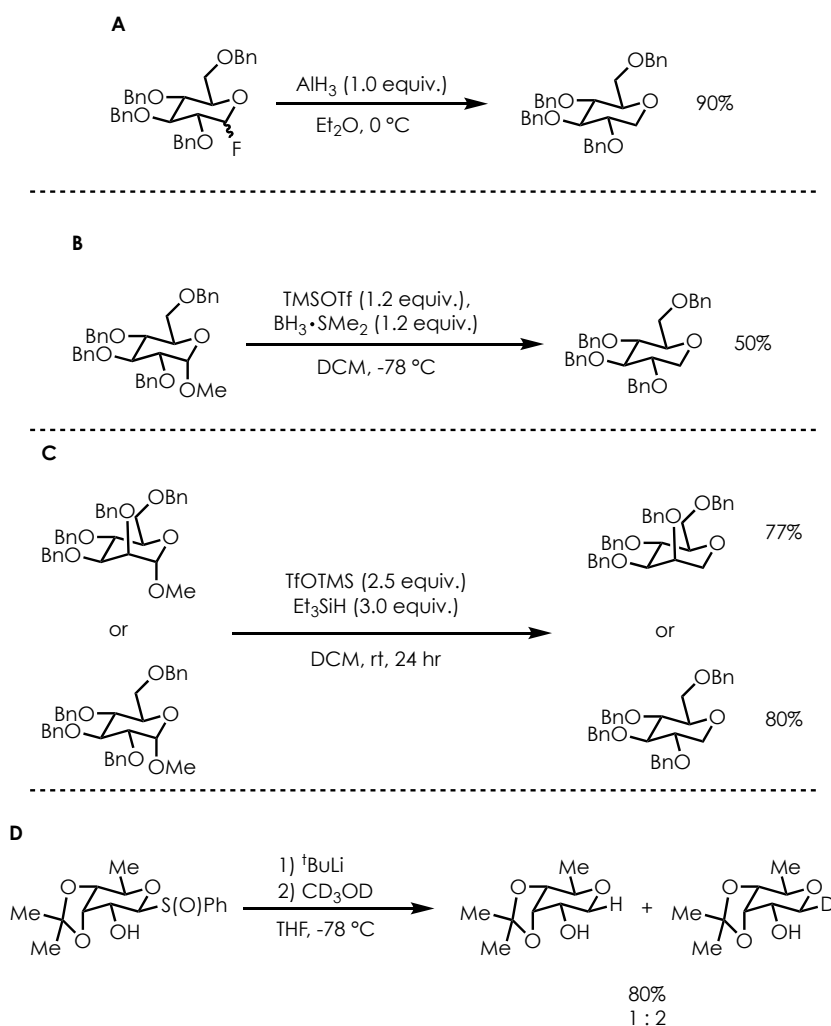 A
OBn
BnO
BnO
O
BnO
F
AlH₃ (1.0 equiv.)
Et₂O, 0 °C
OBn
BnO
BnO
O
BnO
90%
B
OBn
BnO
BnO
O
BnO
OMe
TMSOTf (1.2 equiv.),
BH₃•SMe₂ (1.2 equiv.)
DCM, -78 °C
OBn
BnO
BnO
O
BnO
50%
C
OBn
BnO
BnO
O
BnO
OMe
or
OBn
BnO
BnO
O
BnO
OMe
TfOTMS (2.5 equiv.)
Et₃SiH (3.0 equiv.)
DCM, rt, 24 hr
OBn
BnO
BnO
O
BnO
77%
or
OBn
BnO
BnO
O
BnO
80%
D
Me
O
O
S(O)Ph
Me
OH
Me
O
1) ᵗBuLi
2) CD₃OD
THF, -78 °C
Me
O
O
H
Me
OH
Me
O
+
Me
O
O
D
Me
OH
Me
O
80%
1 : 2